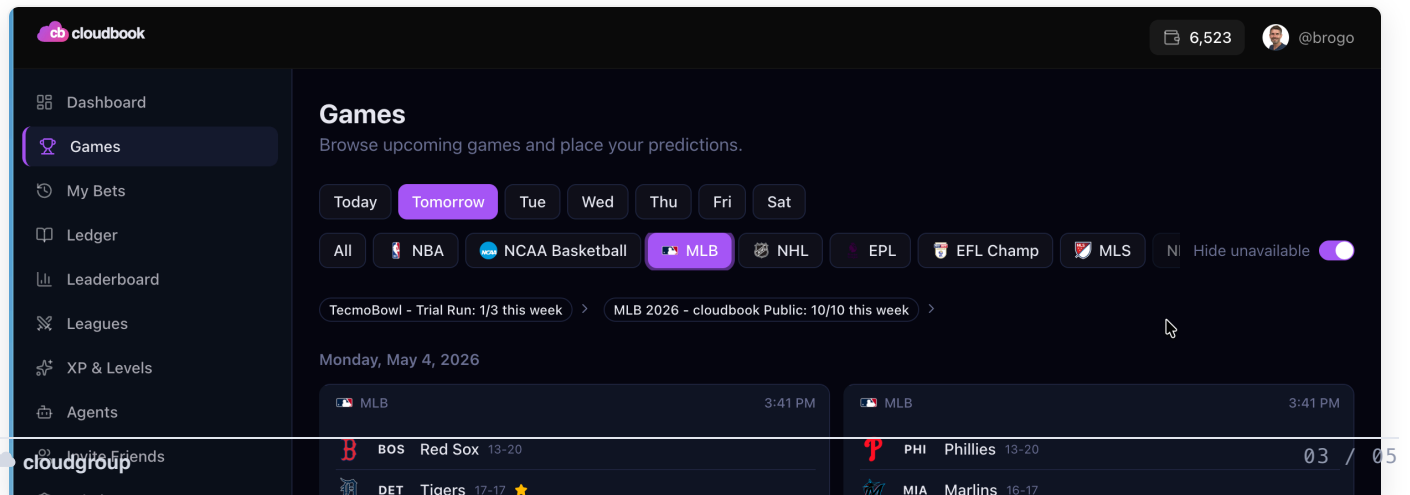 cb cloudbook
6,523
@brogo
Dashboard
Games
My Bets
Ledger
Leaderboard
Leagues
XP & Levels
Agents
Invite Friends
Games
Browse upcoming games and place your predictions.
Today Tomorrow Tue Wed Thu Fri Sat
All NBA NCAA Basketball MLB NHL EPL EFL Champ MLS Hide unavailable
TecmoBowl - Trial Run: 1/3 this week > MLB 2026 - cloudbook Public: 10/10 this week >
Monday, May 4, 2026
MLB 3:41 PM
BOS Red Sox 13-20
DET Tigers 17-17
MLB 3:41 PM
PHI Phillies 13-20
MIA Marlins 16-17
cloudgroup
03 / 05